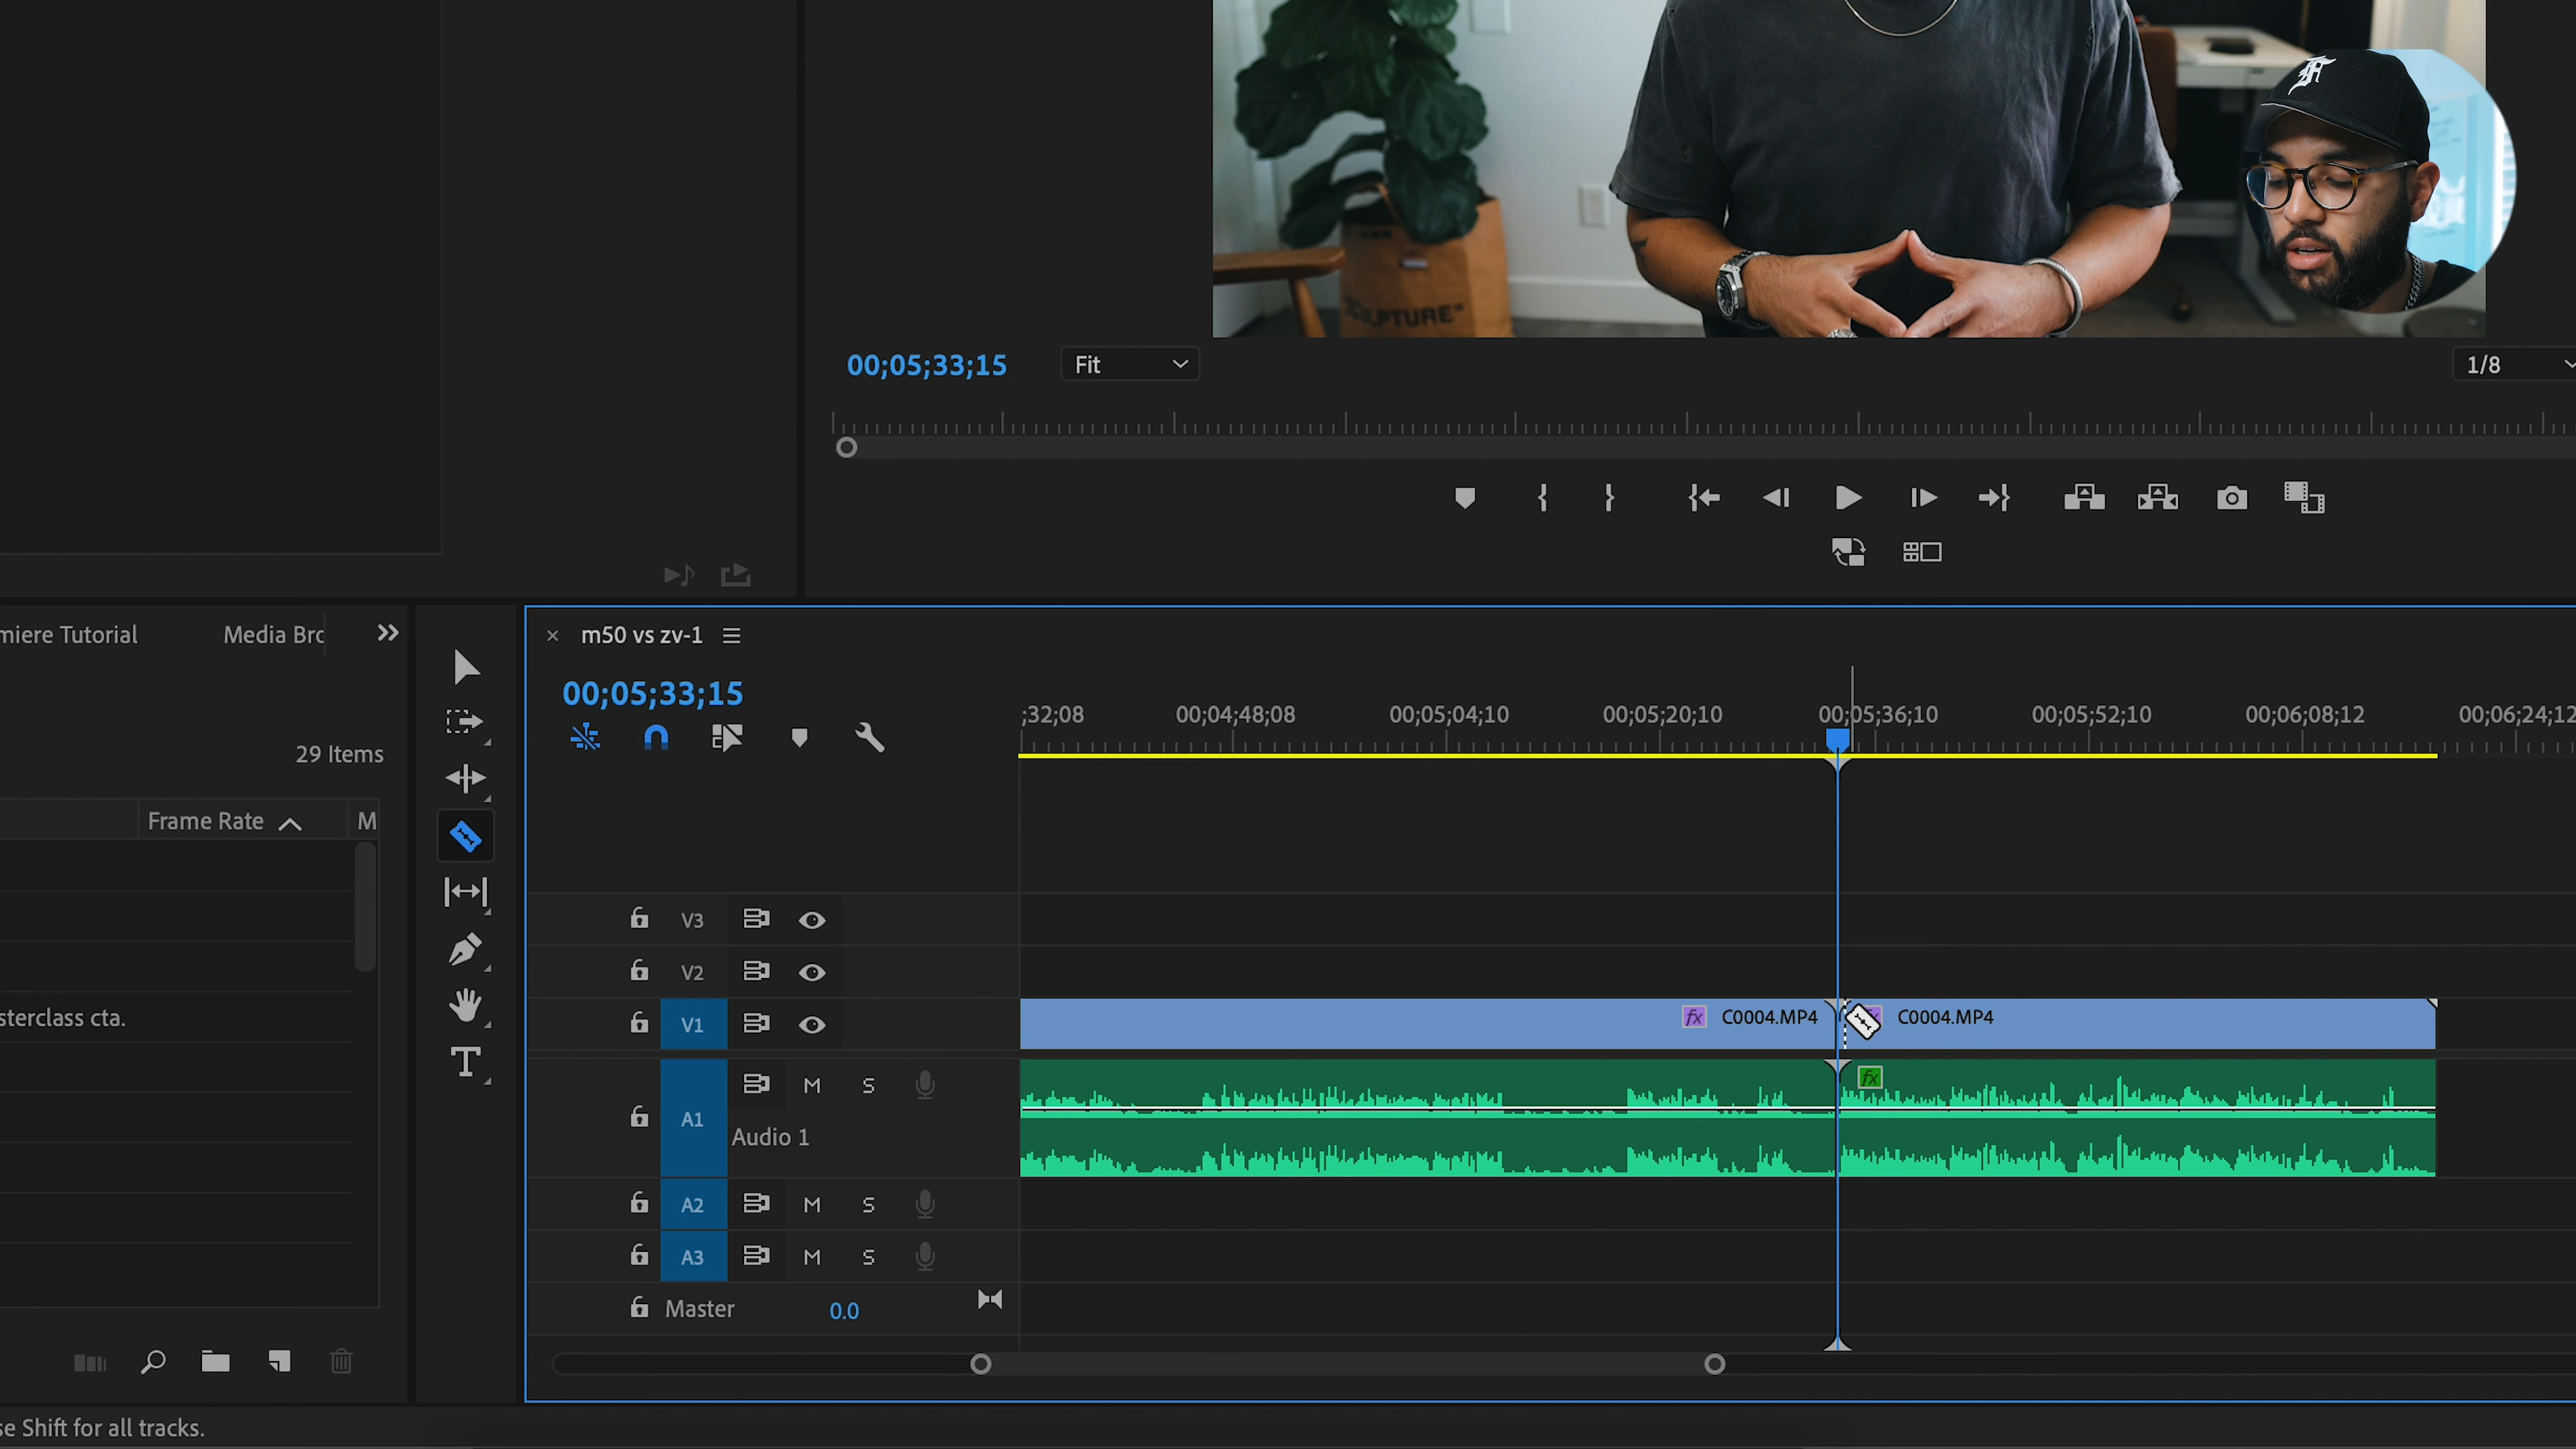 SCULPTURE"
00;05;33;15
Fit
1/8
miere Tutorial
Media Brc
m50 vs zv-1
00;05;33;15
;32;08
00;04;48;08
00;05;04;10
00;05;20;10
00;05;36;10
00;05;52;10
00;06;08;12
00;06;24;12
29 Items
Frame Rate
M
V3
V2
sterclass cta.
V1
fx
C0004.MP4
C0004.MP4
fx
M
S
A1
Audio 1
A2
M
S
A3
M
S
Master
0.0
se Shift for all tracks.